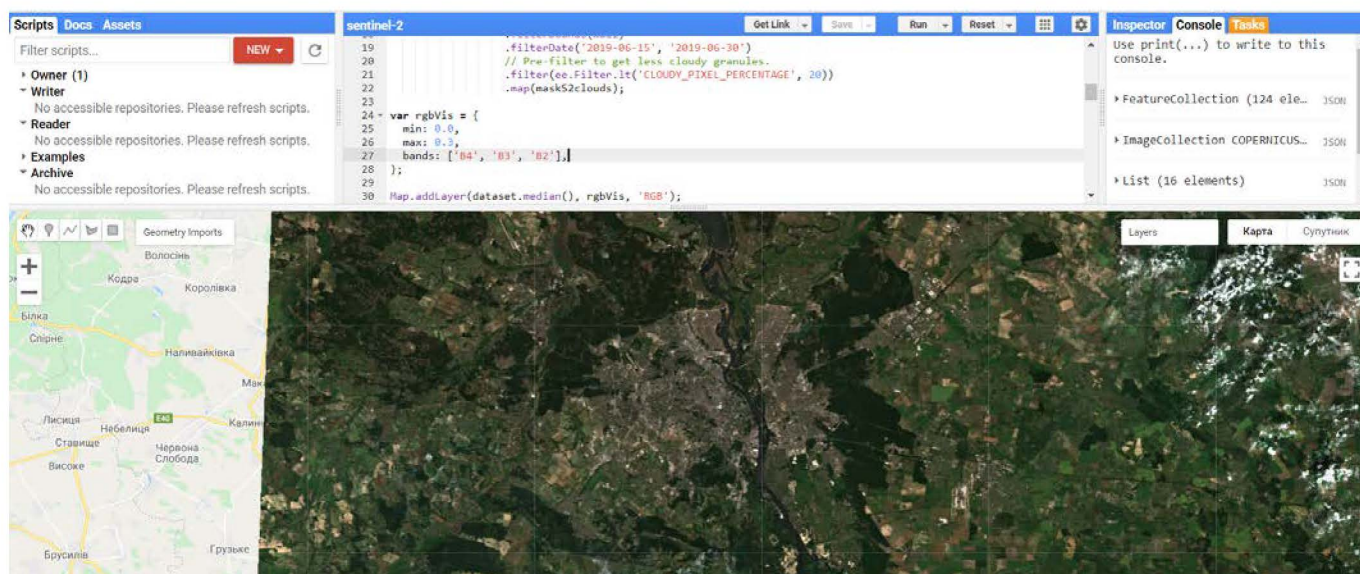 Scripts Docs Assets
Filter scripts...
NEW
Owner (1)
Writer
No accessible repositories. Please refresh scripts.
Reader
No accessible repositories. Please refresh scripts.
Examples
Archive
No accessible repositories. Please refresh scripts.
sentinel-2
Get Link Save Run Reset
19 .filterDate('2019-06-15', '2019-06-30')
20 // Pre-filter to get less cloudy granules.
21 .filter(ee.Filter.lt('CLOUDY_PIXEL_PERCENTAGE', 20))
22 .map(maskS2clouds);
23
24 var rgbVis = {
25 min: 0.0,
26 max: 0.3,
27 bands: ['B4', 'B3', 'B2'],
28 };
29
30 Map.addLayer(dataset.median(), rgbVis, 'RGB');
Inspector Console Tasks
Use print(...) to write to this
console.
FeatureCollection (124 ele… JSON
ImageCollection COPERNICUS… JSON
List (16 elements) JSON
Geometry Imports
Layers
Карта Супутник
Волосінь
Кодра
Королівка
Білка
Спірне
Наливайківка
Мак
Лисиця
Небелиця
E40
Калин
Ставище
Червона
Слобода
Високе
Брусилів
Грузьке